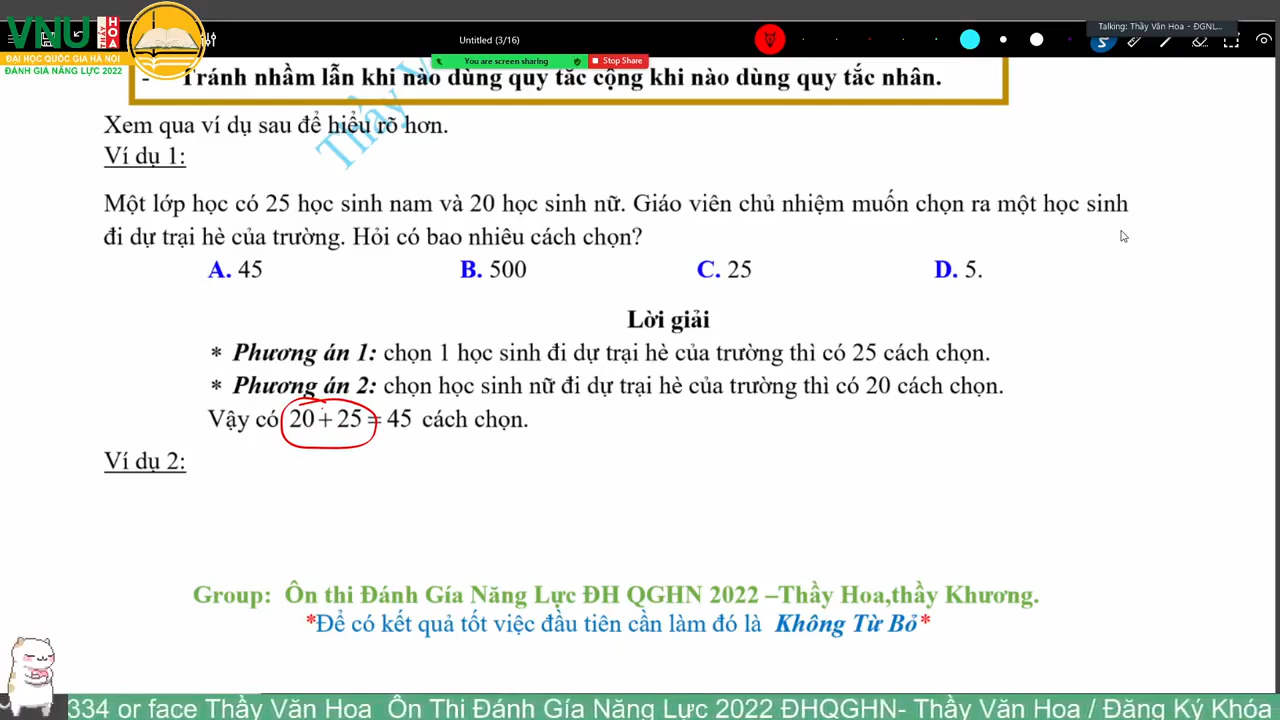 VNU HOA
ĐẠI HỌC QUỐC GIA HÀ NỘI
ĐÁNH GIÁ NĂNG LỰC 2022
Untitled (3/16)
Talking: Thầy Văn Hoa - ĐGNL...
You are screen sharing
Stop Share
- Tránh nhầm lẫn khi nào dùng quy tắc cộng khi nào dùng quy tắc nhân.
Thầy
Xem qua ví dụ sau để hiểu rõ hơn.
Ví dụ 1:
Một lớp học có 25 học sinh nam và 20 học sinh nữ. Giáo viên chủ nhiệm muốn chọn ra một học sinh
đi dự trại hè của trường. Hỏi có bao nhiêu cách chọn?
A. 45 B. 500 C. 25 D. 5.
Lời giải
* Phương án 1: chọn 1 học sinh đi dự trại hè của trường thì có 25 cách chọn.
* Phương án 2: chọn học sinh nữ đi dự trại hè của trường thì có 20 cách chọn.
Vậy có 20 + 25 = 45 cách chọn.
Ví dụ 2:
Group: Ôn thi Đánh Gía Năng Lực ĐH QGHN 2022 –Thầy Hoa,thầy Khương.
*Để có kết quả tốt việc đầu tiên cần làm đó là Không Từ Bỏ*
334 or face Thầy Văn Hoa Ôn Thi Đánh Gía Năng Lực 2022 ĐHQGHN- Thầy Văn Hoa / Đăng Ký Khóa